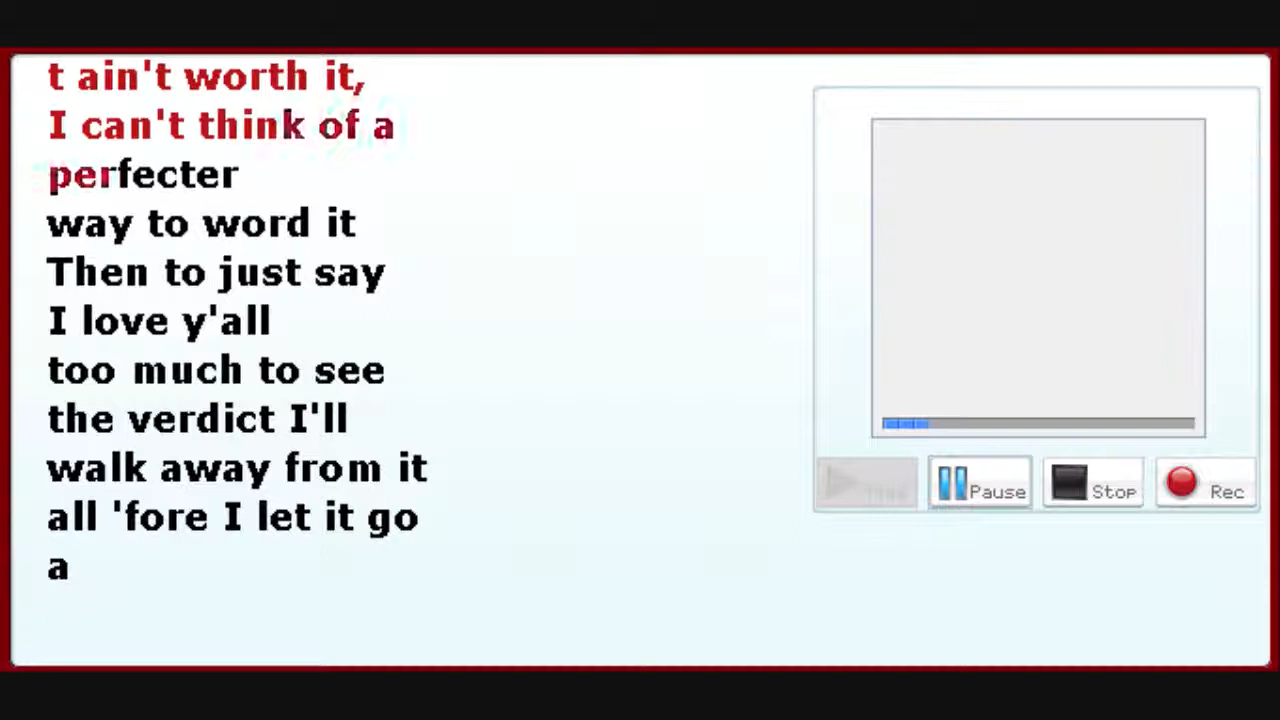 t ain't worth it,
I can't think of a
perfecter
way to word it
Then to just say
I love y'all
too much to see
the verdict I'll
walk away from it
all 'fore I let it go
a
Pause
Stop
Rec